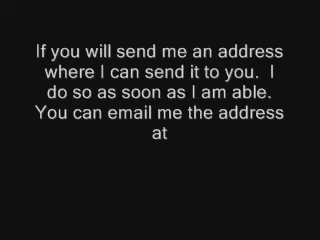 If you will send me an address
where I can send it to you.  I
do so as soon as I am able.
You can email me the address
at